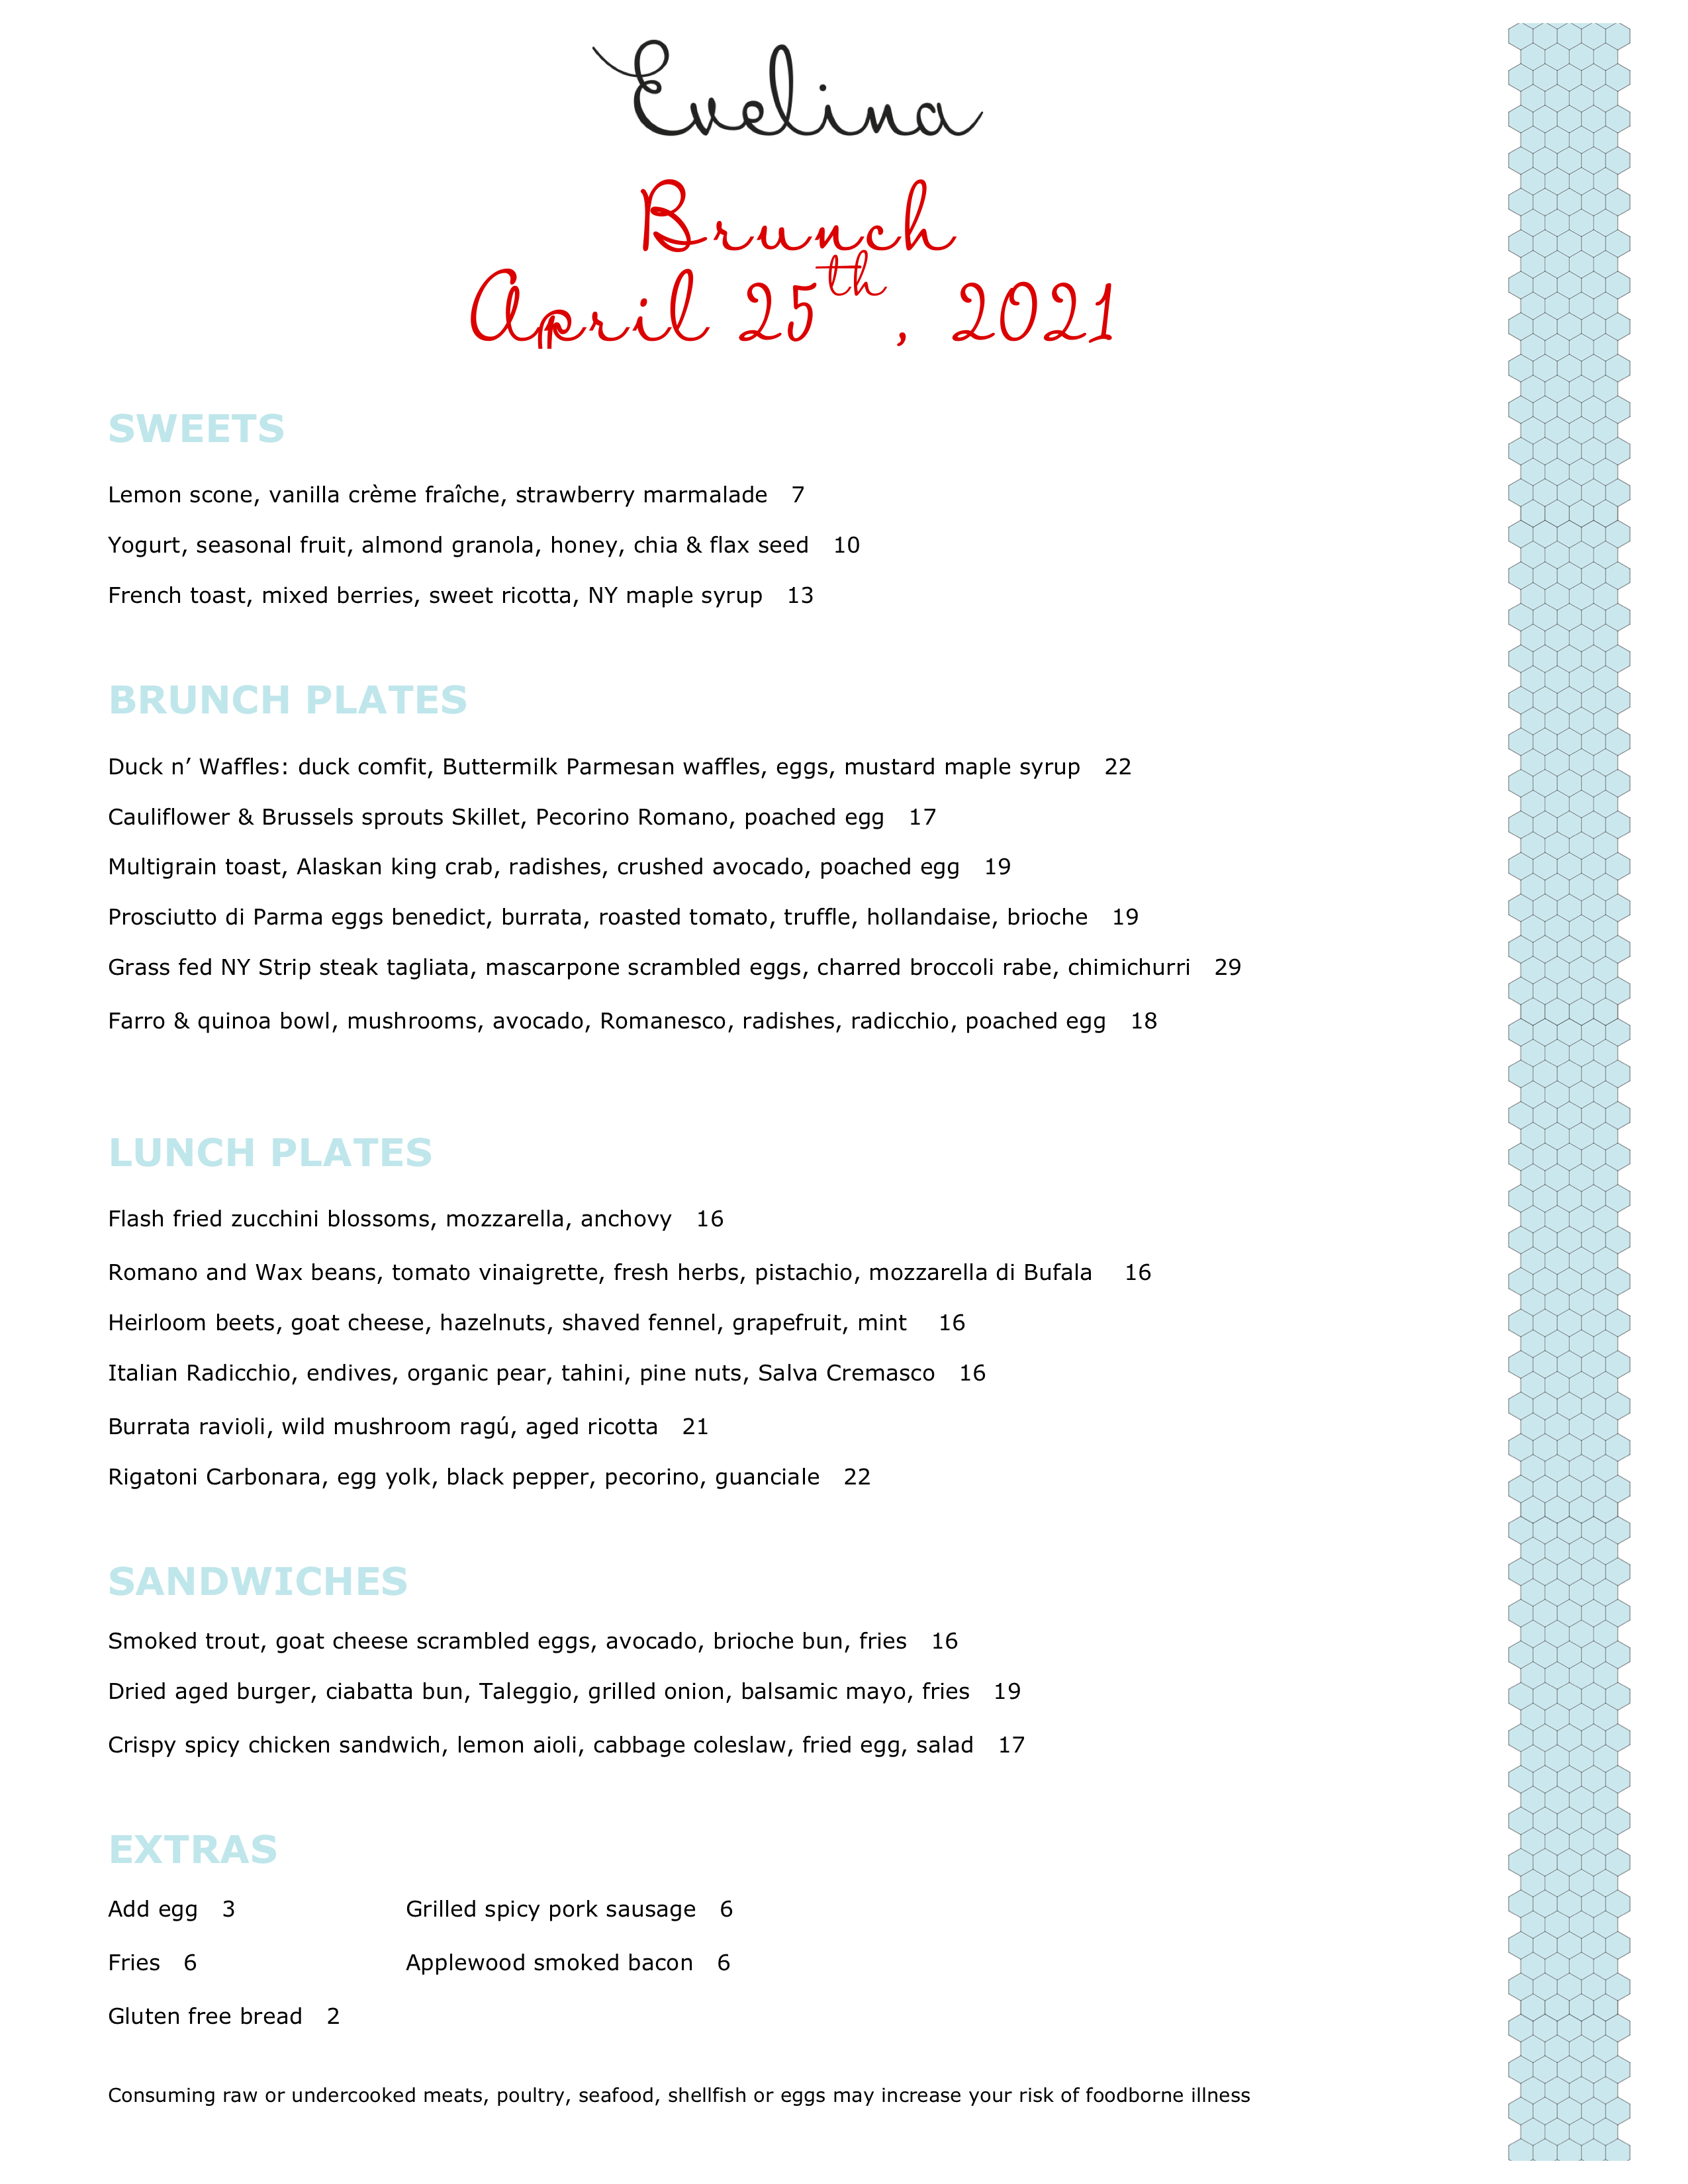 Evelina
Brunch
April 25th, 2021
SWEETS
Lemon scone, vanilla crème fraîche, strawberry marmalade 7
Yogurt, seasonal fruit, almond granola, honey, chia & flax seed 10
French toast, mixed berries, sweet ricotta, NY maple syrup 13
BRUNCH PLATES
Duck n’ Waffles: duck comfit, Buttermilk Parmesan waffles, eggs, mustard maple syrup 22
Cauliflower & Brussels sprouts Skillet, Pecorino Romano, poached egg 17
Multigrain toast, Alaskan king crab, radishes, crushed avocado, poached egg 19
Prosciutto di Parma eggs benedict, burrata, roasted tomato, truffle, hollandaise, brioche 19
Grass fed NY Strip steak tagliata, mascarpone scrambled eggs, charred broccoli rabe, chimichurri 29
Farro & quinoa bowl, mushrooms, avocado, Romanesco, radishes, radicchio, poached egg 18
LUNCH PLATES
Flash fried zucchini blossoms, mozzarella, anchovy 16
Romano and Wax beans, tomato vinaigrette, fresh herbs, pistachio, mozzarella di Bufala 16
Heirloom beets, goat cheese, hazelnuts, shaved fennel, grapefruit, mint 16
Italian Radicchio, endives, organic pear, tahini, pine nuts, Salva Cremasco 16
Burrata ravioli, wild mushroom ragú, aged ricotta 21
Rigatoni Carbonara, egg yolk, black pepper, pecorino, guanciale 22
SANDWICHES
Smoked trout, goat cheese scrambled eggs, avocado, brioche bun, fries 16
Dried aged burger, ciabatta bun, Taleggio, grilled onion, balsamic mayo, fries 19
Crispy spicy chicken sandwich, lemon aioli, cabbage coleslaw, fried egg, salad 17
EXTRAS
Add egg 3 Grilled spicy pork sausage 6
Fries 6 Applewood smoked bacon 6
Gluten free bread 2
Consuming raw or undercooked meats, poultry, seafood, shellfish or eggs may increase your risk of foodborne illness